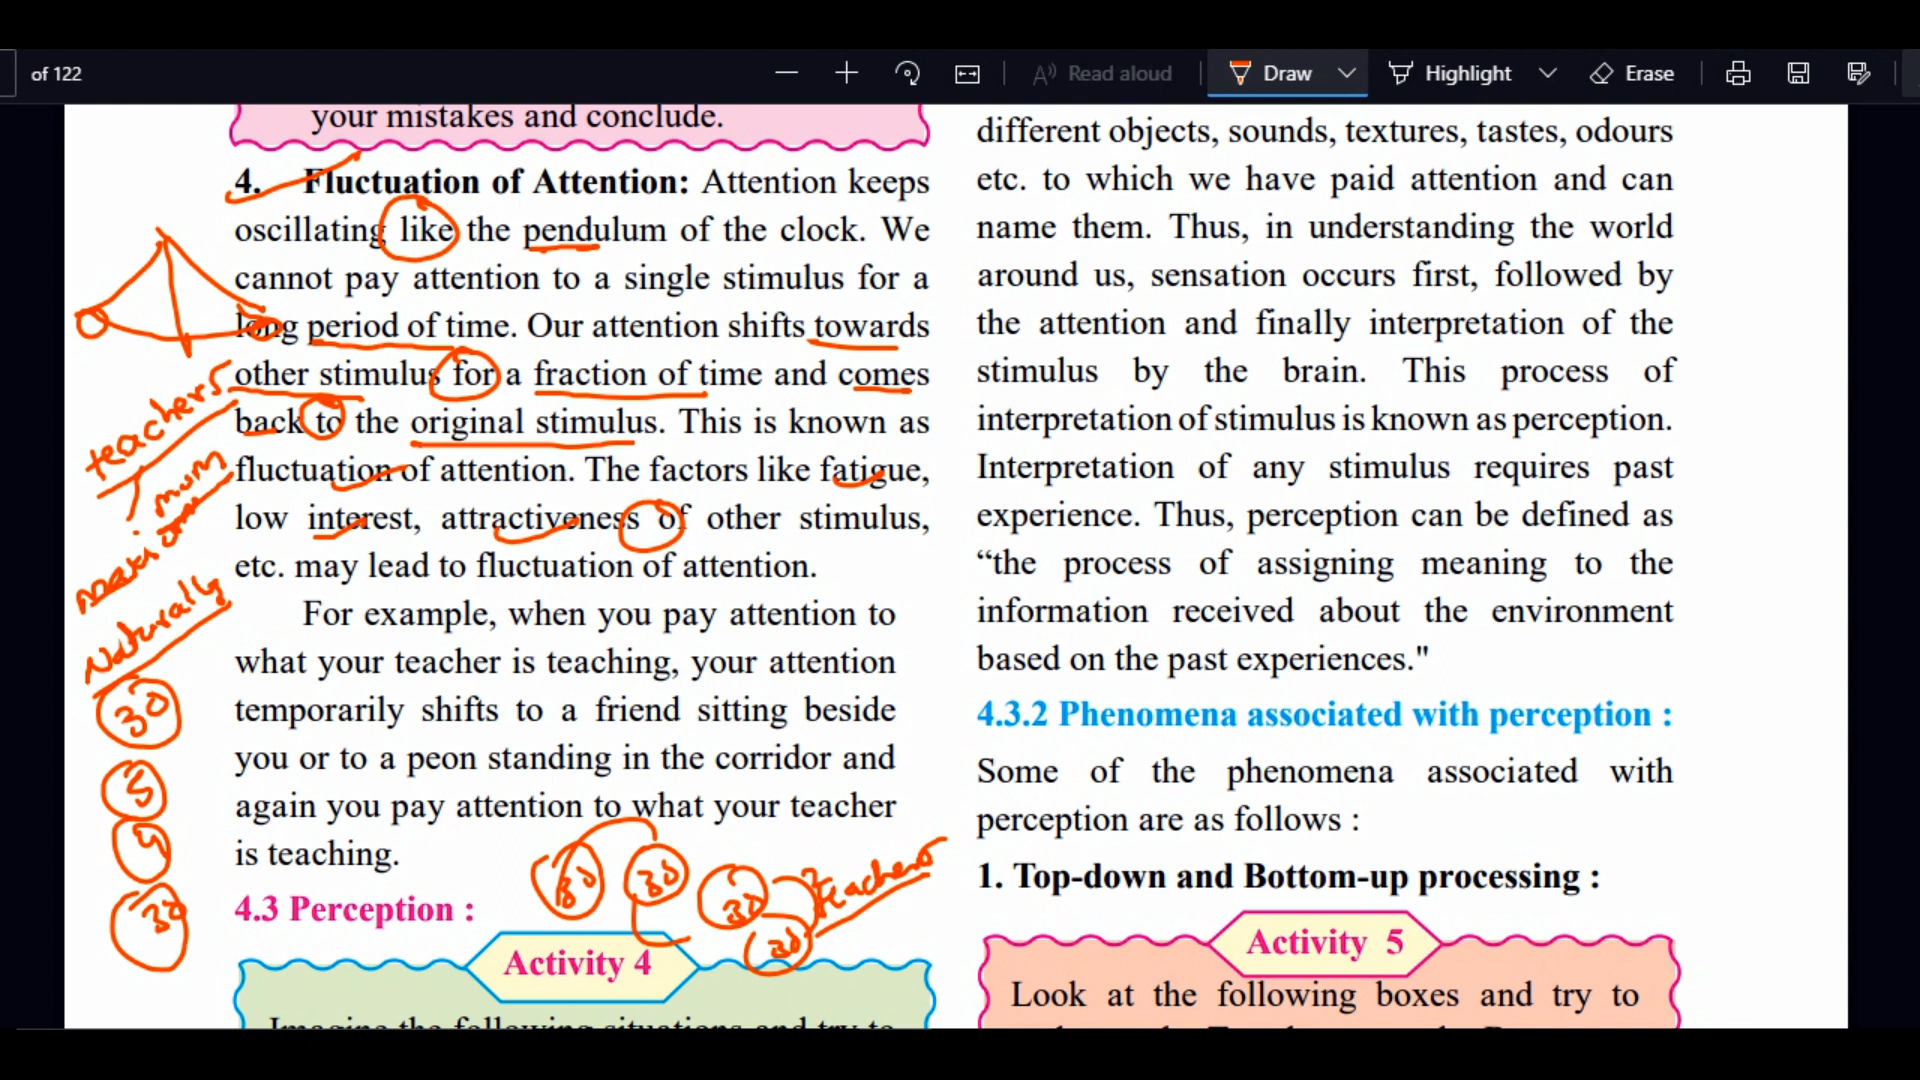 of 122
Read aloud
Draw
Highlight
Erase
your mistakes and conclude.
4. Fluctuation of Attention: Attention keeps
oscillating like the pendulum of the clock. We
cannot pay attention to a single stimulus for a
long period of time. Our attention shifts towards
other stimulus for a fraction of time and comes
back to the original stimulus. This is known as
fluctuation of attention. The factors like fatigue,
low interest, attractiveness of other stimulus,
etc. may lead to fluctuation of attention.
For example, when you pay attention to
what your teacher is teaching, your attention
temporarily shifts to a friend sitting beside
you or to a peon standing in the corridor and
again you pay attention to what your teacher
is teaching.
4.3 Perception :
Activity 4
Imagine the following situations and try to
teachers
mum
Naturally
30
5
30
30
30
30
30
teachers
different objects, sounds, textures, tastes, odours
etc. to which we have paid attention and can
name them. Thus, in understanding the world
around us, sensation occurs first, followed by
the attention and finally interpretation of the
stimulus by the brain. This process of
interpretation of stimulus is known as perception.
Interpretation of any stimulus requires past
experience. Thus, perception can be defined as
“the process of assigning meaning to the
information received about the environment
based on the past experiences."
4.3.2 Phenomena associated with perception :
Some of the phenomena associated with
perception are as follows :
1. Top-down and Bottom-up processing :
Activity 5
Look at the following boxes and try to